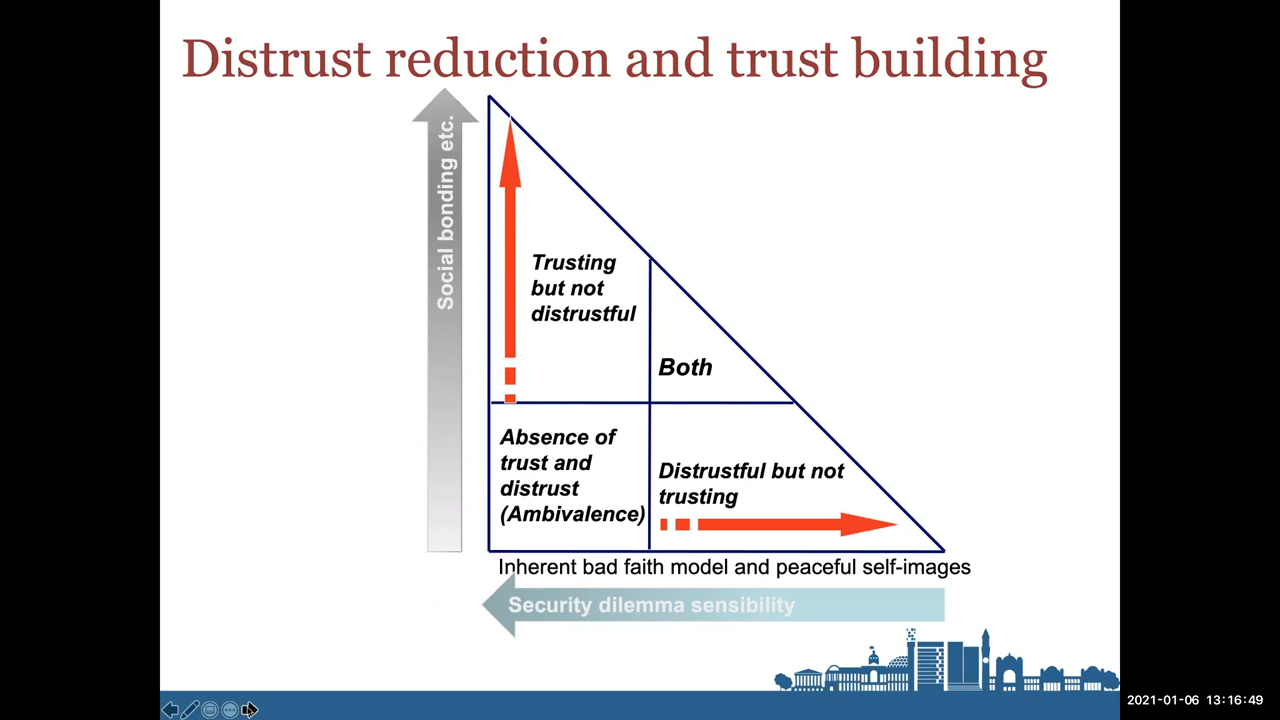 Distrust reduction and trust building
Social bonding etc.
Trusting
but not
distrustful
Both
Absence of
trust and
distrust
(Ambivalence)
Distrustful but not
trusting
Inherent bad faith model and peaceful self-images
Security dilemma sensibility
2021-01-06 13:16:49